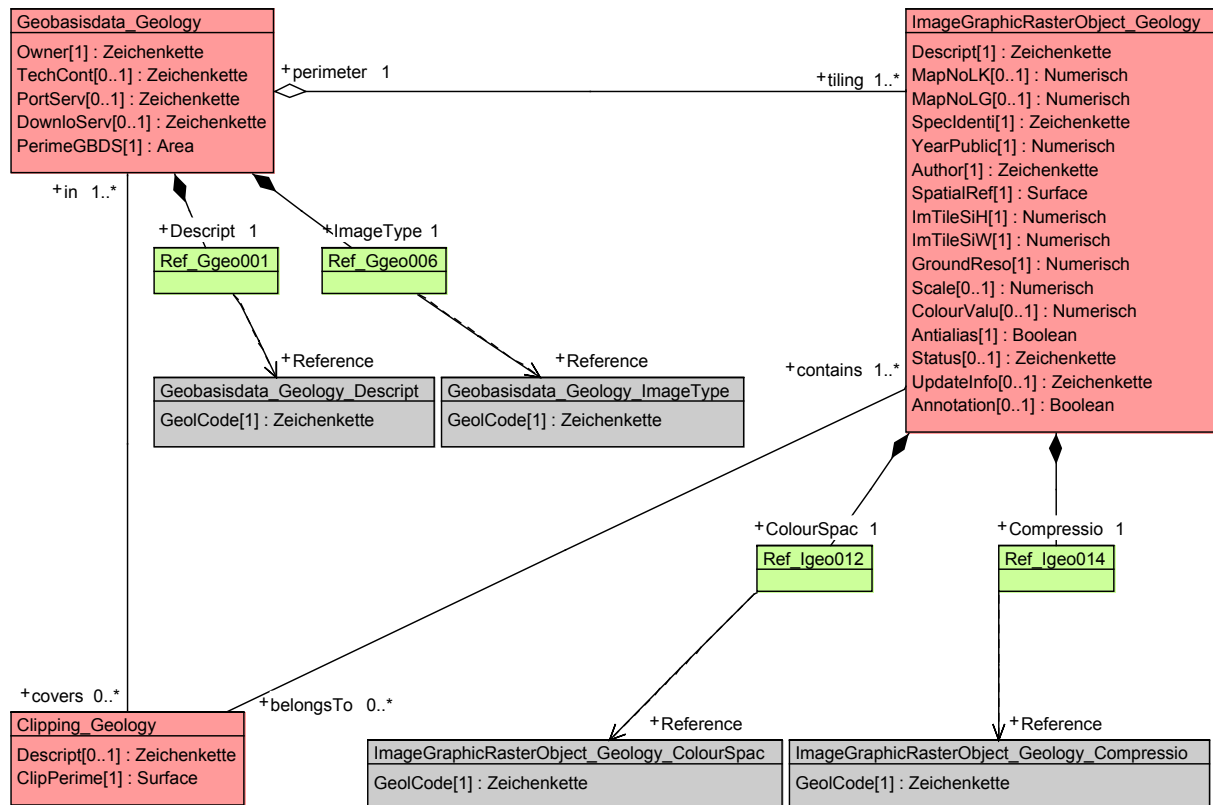 Geobasisdata_Geology
Owner[1] : Zeichenkette
TechCont[0..1] : Zeichenkette
PortServ[0..1] : Zeichenkette
DownloServ[0..1] : Zeichenkette
PerimeGBDS[1] : Area
+perimeter 1
+tiling 1..*
ImageGraphicRasterObject_Geology
Descript[1] : Zeichenkette
MapNoLK[0..1] : Numerisch
MapNoLG[0..1] : Numerisch
SpecIdenti[1] : Zeichenkette
YearPublic[1] : Numerisch
Author[1] : Zeichenkette
SpatialRef[1] : Surface
ImTileSiH[1] : Numerisch
ImTileSiW[1] : Numerisch
GroundReso[1] : Numerisch
Scale[0..1] : Numerisch
ColourValu[0..1] : Numerisch
Antialias[1] : Boolean
Status[0..1] : Zeichenkette
UpdateInfo[0..1] : Zeichenkette
Annotation[0..1] : Boolean
+in 1..*
+Descript 1
+ImageType 1
Ref_Ggeo001
Ref_Ggeo006
+Reference
+Reference
Geobasisdata_Geology_Descript
GeolCode[1] : Zeichenkette
Geobasisdata_Geology_ImageType
GeolCode[1] : Zeichenkette
+contains 1..*
+ColourSpac 1
+Compressio 1
Ref_Igeo012
Ref_Igeo014
+covers 0..*
+belongsTo 0..*
+Reference
+Reference
Clipping_Geology
Descript[0..1] : Zeichenkette
ClipPerime[1] : Surface
ImageGraphicRasterObject_Geology_ColourSpac
GeolCode[1] : Zeichenkette
ImageGraphicRasterObject_Geology_Compressio
GeolCode[1] : Zeichenkette